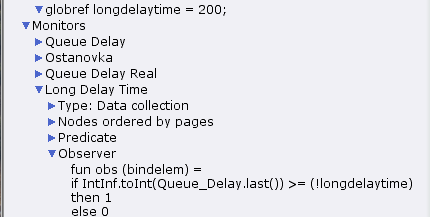 globref longdelaytime = 200;
Monitors
Queue Delay
Ostanovka
Queue Delay Real
Long Delay Time
Type: Data collection
Nodes ordered by pages
Predicate
Observer
fun obs (bindelem) =
if IntInf.toInt(Queue_Delay.last()) >= (!longdelaytime)
then 1
else 0